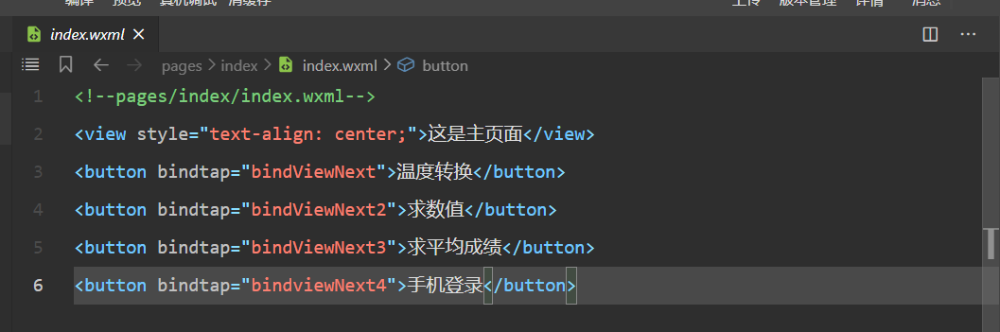 编译 预览 真机调试 清缓存 上传 版本管理 详情 消息
index.wxml
pages index index.wxml button
1 <!--pages/index/index.wxml-->
2 <view style="text-align: center;">这是主页面</view>
3 <button bindtap="bindViewNext">温度转换</button>
4 <button bindtap="bindViewNext2">求数值</button>
5 <button bindtap="bindViewNext3">求平均成绩</button>
6 <button bindtap="bindviewNext4">手机登录</button>